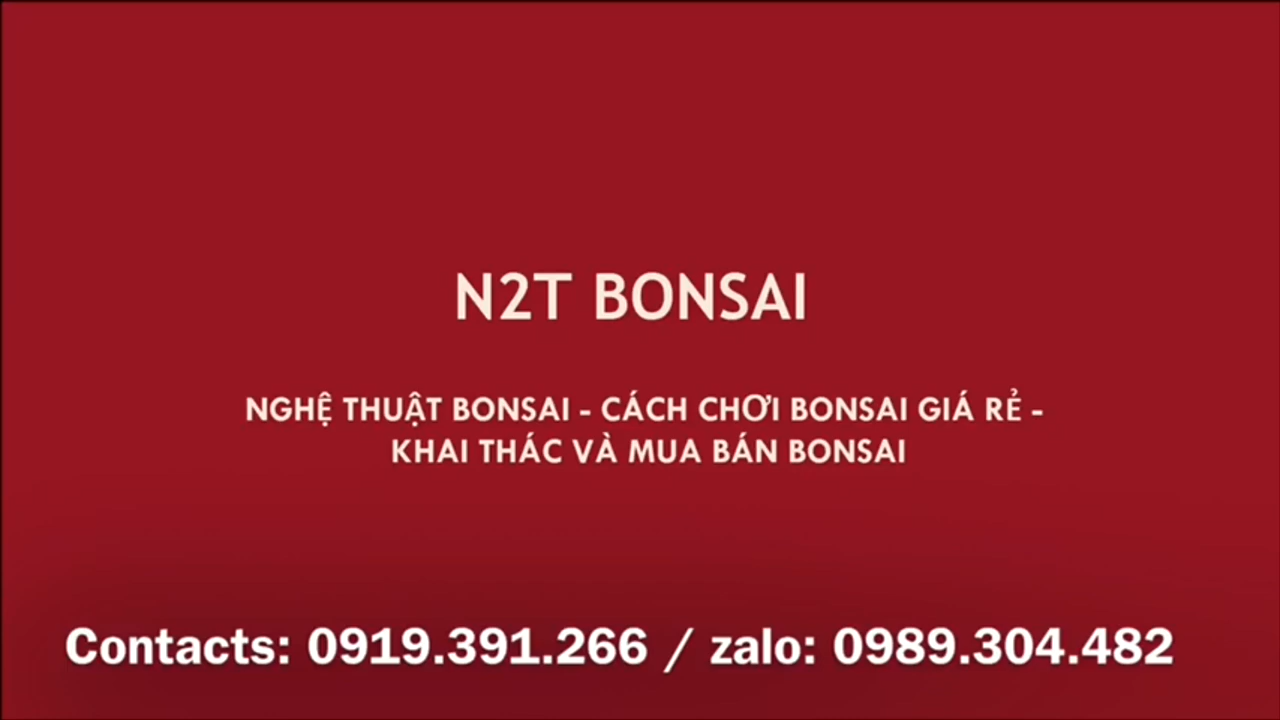 N2T BONSAI
NGHỆ THUẬT BONSAI - CÁCH CHƠI BONSAI GIÁ RẺ -
KHAI THÁC VÀ MUA BÁN BONSAI
Contacts: 0919.391.266 / zalo: 0989.304.482